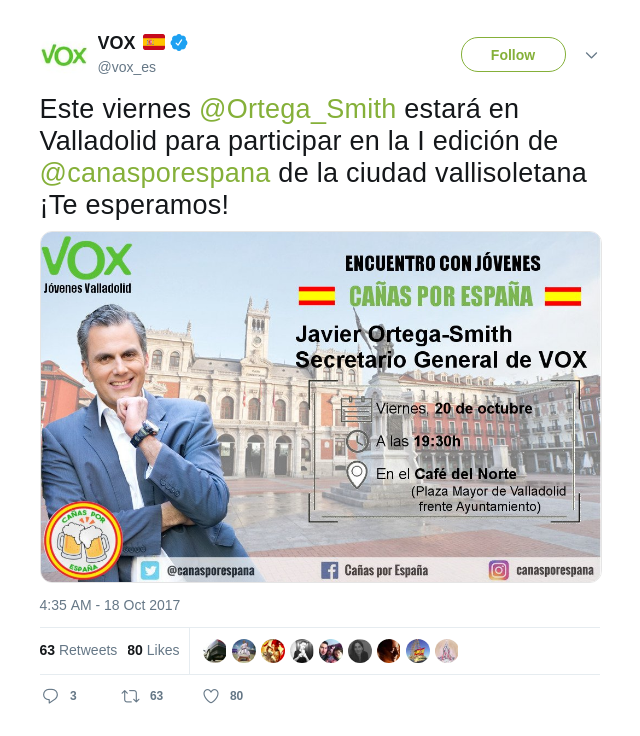 VOX
@vox_es
Follow
Este viernes @Ortega_Smith estará en
Valladolid para participar en la I edición de
@canasporespana de la ciudad vallisoletana
¡Te esperamos!
VOX
Jóvenes Valladolid
ENCUENTRO CON JÓVENES
CAÑAS POR ESPAÑA
Javier Ortega-Smith
Secretario General de VOX
Viernes, 20 de octubre
A las 19:30h
En el Café del Norte
(Plaza Mayor de Valladolid
frente Ayuntamiento)
CAÑAS POR
ESPAÑA
@canasporespana
Cañas por España
canasporespana
4:35 AM - 18 Oct 2017
63 Retweets 80 Likes
3 63 80